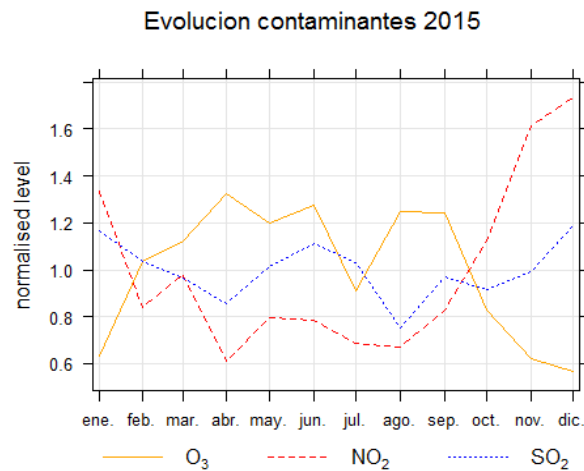 Evolucion contaminantes 2015
normalised level
1.6
1.4
1.2
1.0
0.8
0.6
ene. feb. mar. abr. may. jun. jul. ago. sep. oct. nov. dic.
O₃ NO₂ SO₂